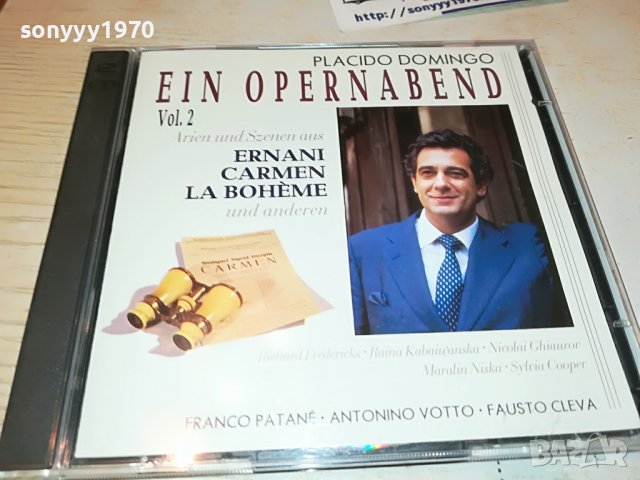 sonyyy1970
http://sonyyy1970.
PLACIDO DOMINGO
EIN OPERNABEND
Vol. 2
Arien und Szenen aus
ERNANI
CARMEN
LA BOHÈME
und anderen
CARMEN
Richard Fredericks · Raina Kabaiwanska · Nicolai Ghiaurov
Maralin Niska · Sylvia Cooper
FRANCO PATANÉ · ANTONINO VOTTO · FAUSTO CLEVA
BAZAR